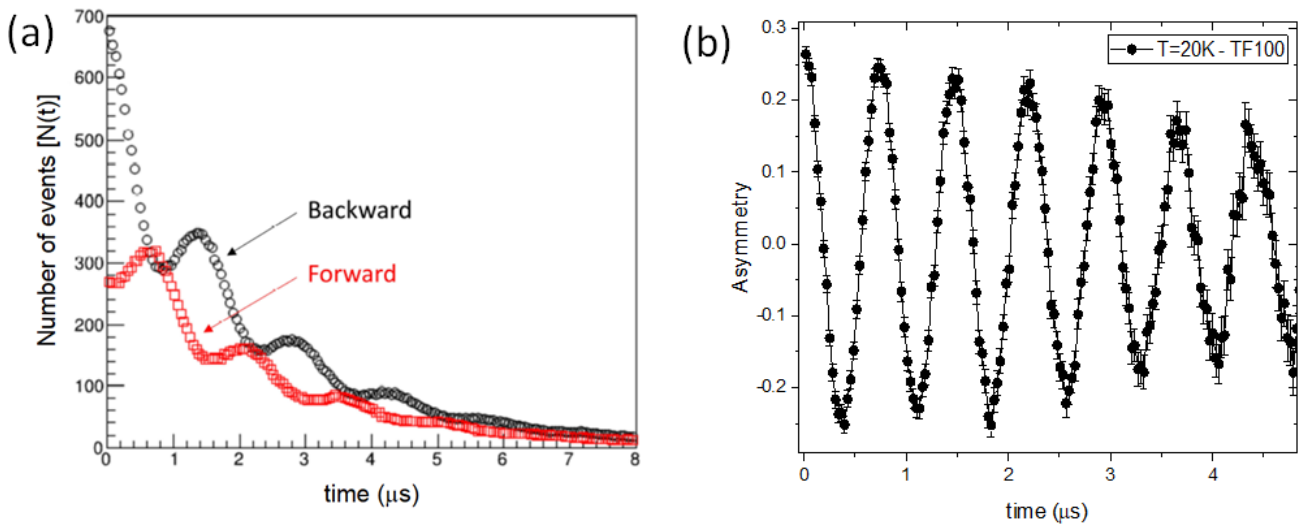 (a)
700
600
500
400
300
200
100
0
Number of events [N(t)]
Backward
Forward
0 1 2 3 4 5 6 7 8
time (μs)
(b)
T=20K - TF100
0.3
0.2
0.1
0.0
-0.1
-0.2
Asymmetry
0 1 2 3 4
time (μs)